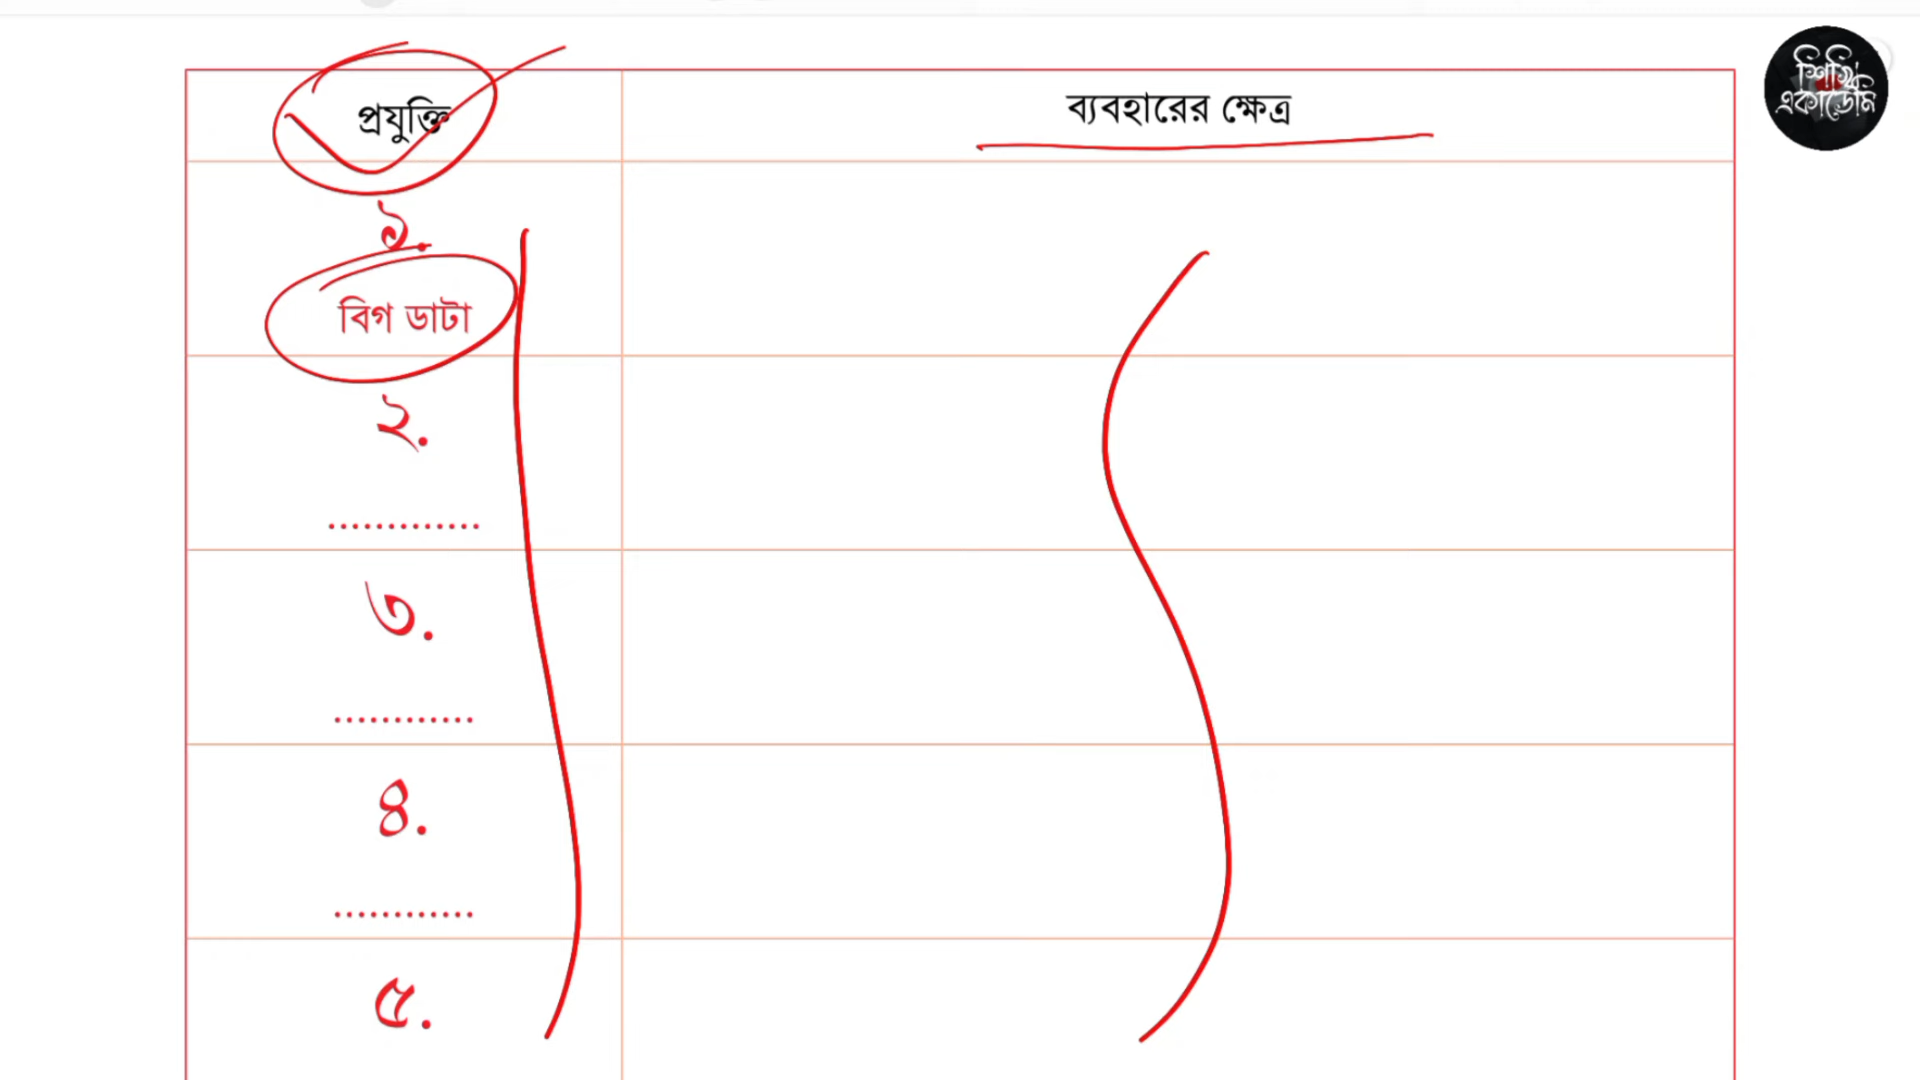 প্রযুক্তি
ব্যবহারের ক্ষেত্র
শিখি
একাডেমি
১.
বিগ ডাটা
২.
.............
৩.
............
৪.
............
৫.